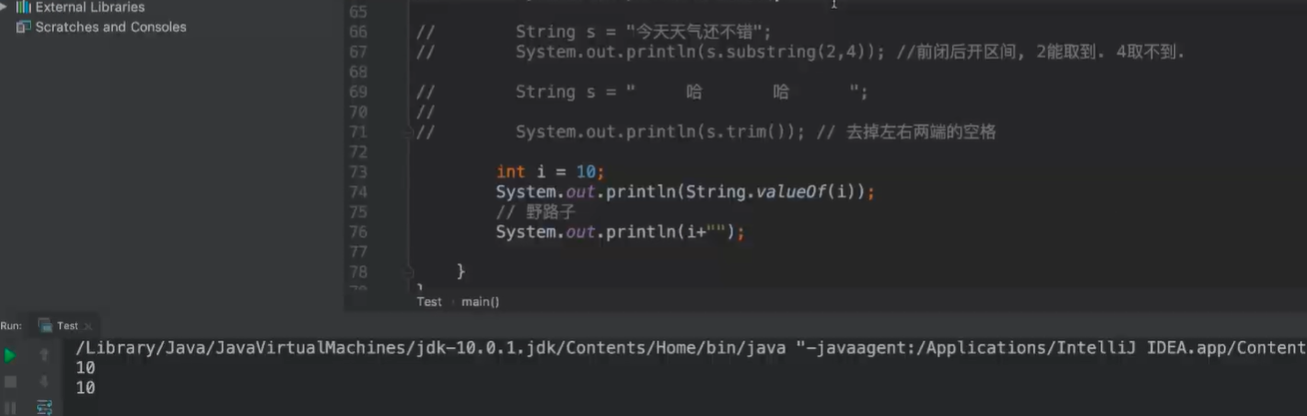 External Libraries
Scratches and Consoles
65
66 // String s = "今天天气还不错";
67 // System.out.println(s.substring(2,4)); //前闭后开区间, 2能取到. 4取不到.
68
69 // String s = "      哈       哈      ";
70 //
71 // System.out.println(s.trim()); // 去掉左右两端的空格
72
73 int i = 10;
74 System.out.println(String.valueOf(i));
75 // 野路子
76 System.out.println(i+"");
77
78 }
Test main()
Run: Test
/Library/Java/JavaVirtualMachines/jdk-10.0.1.jdk/Contents/Home/bin/java "-javaagent:/Applications/IntelliJ IDEA.app/Content
10
10